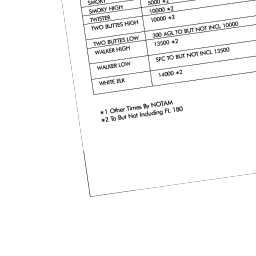 SMOKY
5000 *2
SMOKY HIGH
10000 *2
TWISTER
10000 *2
TWO BUTTES HIGH
TWO BUTTES LOW
300 AGL TO BUT NOT INCL 10000
WALKER HIGH
13500 *2
WALKER LOW
SFC TO BUT NOT INCL 13500
WHITE ELK
14000 *2
*1 Other Times By NOTAM
*2 To But Not Including FL 180